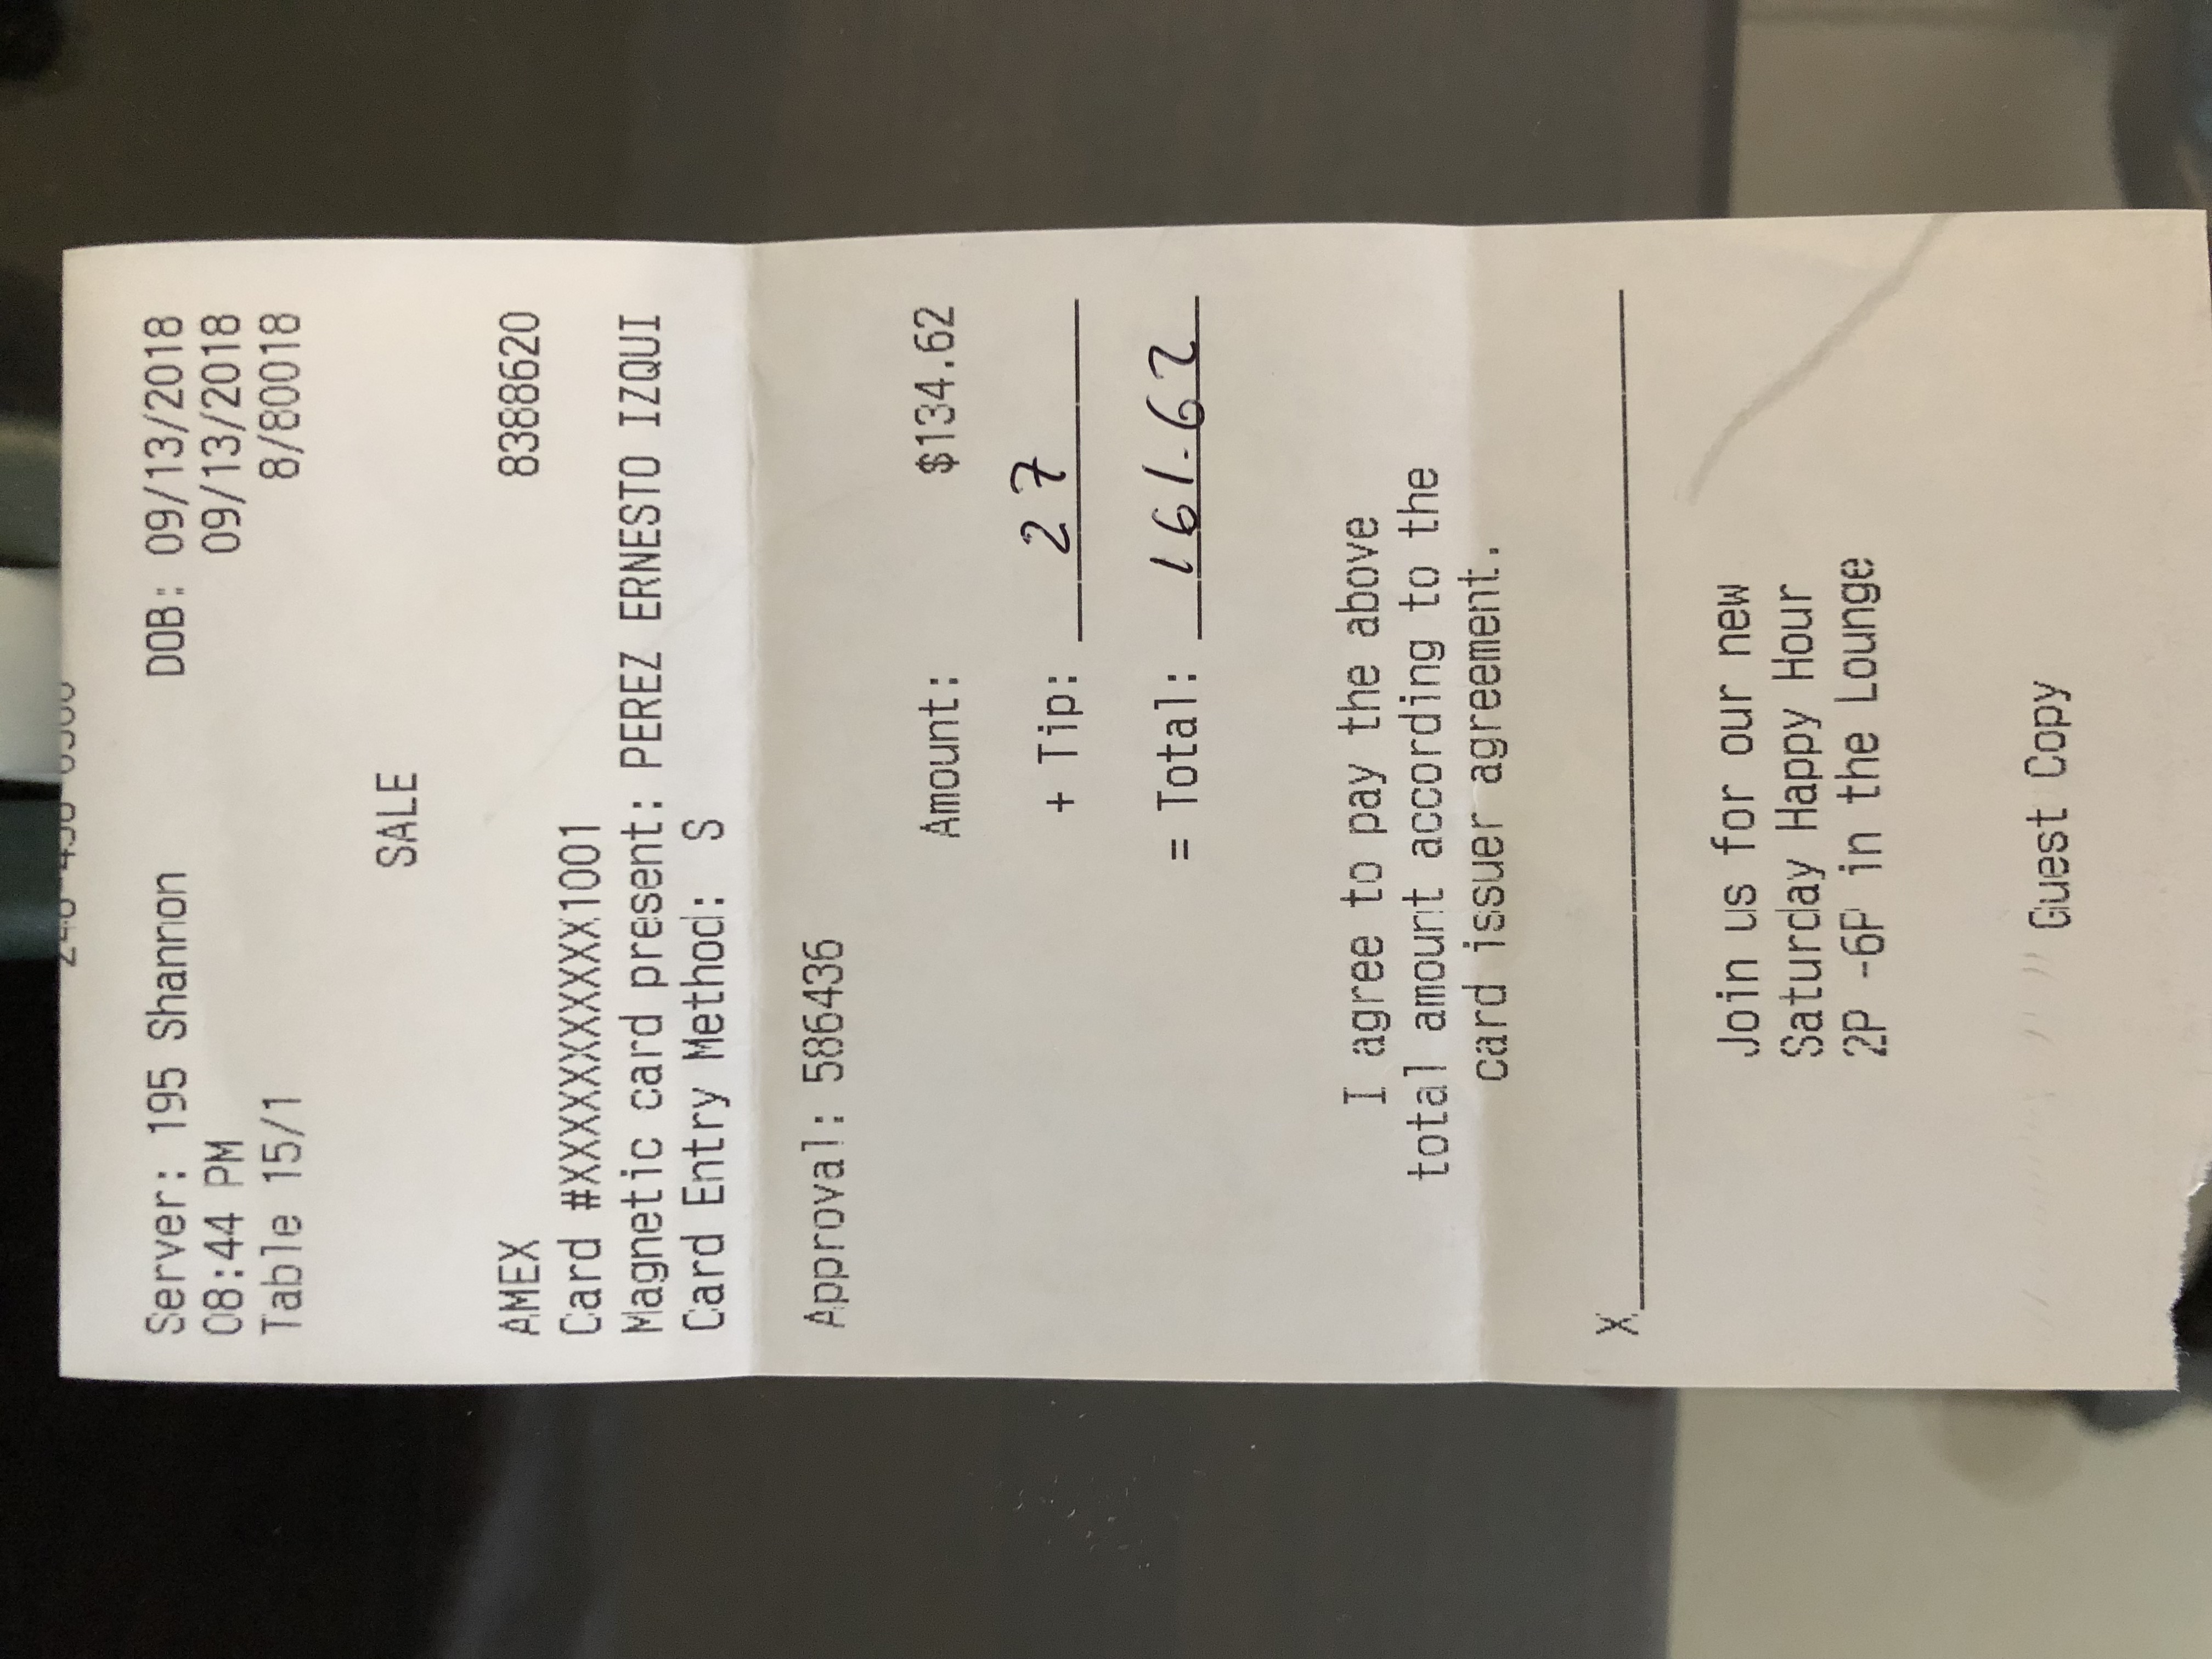 Server: 195 Shannon DOB: 09/13/2018
08:44 PM 09/13/2018
Table 15/1 8/80018
SALE
AMEX 8388620
Card #XXXXXXXXXXX1001
Magnetic card present: PEREZ ERNESTO IZQUI
Card Entry Method: S
Approval: 586436
Amount: $134.62
+ Tip: 27
= Total: 161.62
I agree to pay the above
total amount according to the
card issuer agreement.
X
Join us for our new
Saturday Happy Hour
2P -6P in the Lounge
Guest Copy